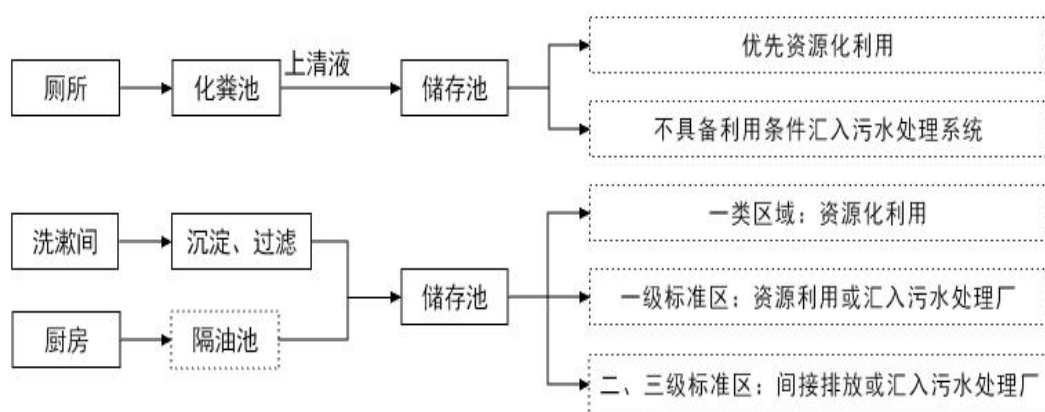 优先资源化利用
厕所
化粪池
上清液
储存池
不具备利用条件汇入污水处理系统
一类区域：资源化利用
洗漱间
沉淀、过滤
储存池
一级标准区：资源利用或汇入污水处理厂
厨房
隔油池
二、三级标准区：间接排放或汇入污水处理厂